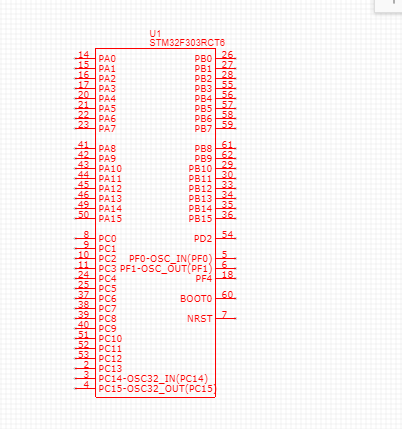 U1
STM32F303RCT6
14 PA0 PB0 26
15 PA1 PB1 27
16 PA2 PB2 28
17 PA3 PB3 55
20 PA4 PB4 56
21 PA5 PB5 57
22 PA6 PB6 58
23 PA7 PB7 59
41 PA8 PB8 61
42 PA9 PB9 62
43 PA10 PB10 29
44 PA11 PB11 30
45 PA12 PB12 33
46 PA13 PB13 34
49 PA14 PB14 35
50 PA15 PB15 36
8 PC0 PD2 54
9 PC1
10 PC2 PF0-OSC_IN(PF0) 5
11 PC3 PF1-OSC_OUT(PF1) 6
24 PC4 PF4 18
25 PC5
37 PC6 BOOT0 60
38 PC7
39 PC8 NRST 7
40 PC9
51 PC10
52 PC11
53 PC12
2 PC13
3 PC14-OSC32_IN(PC14)
4 PC15-OSC32_OUT(PC15)